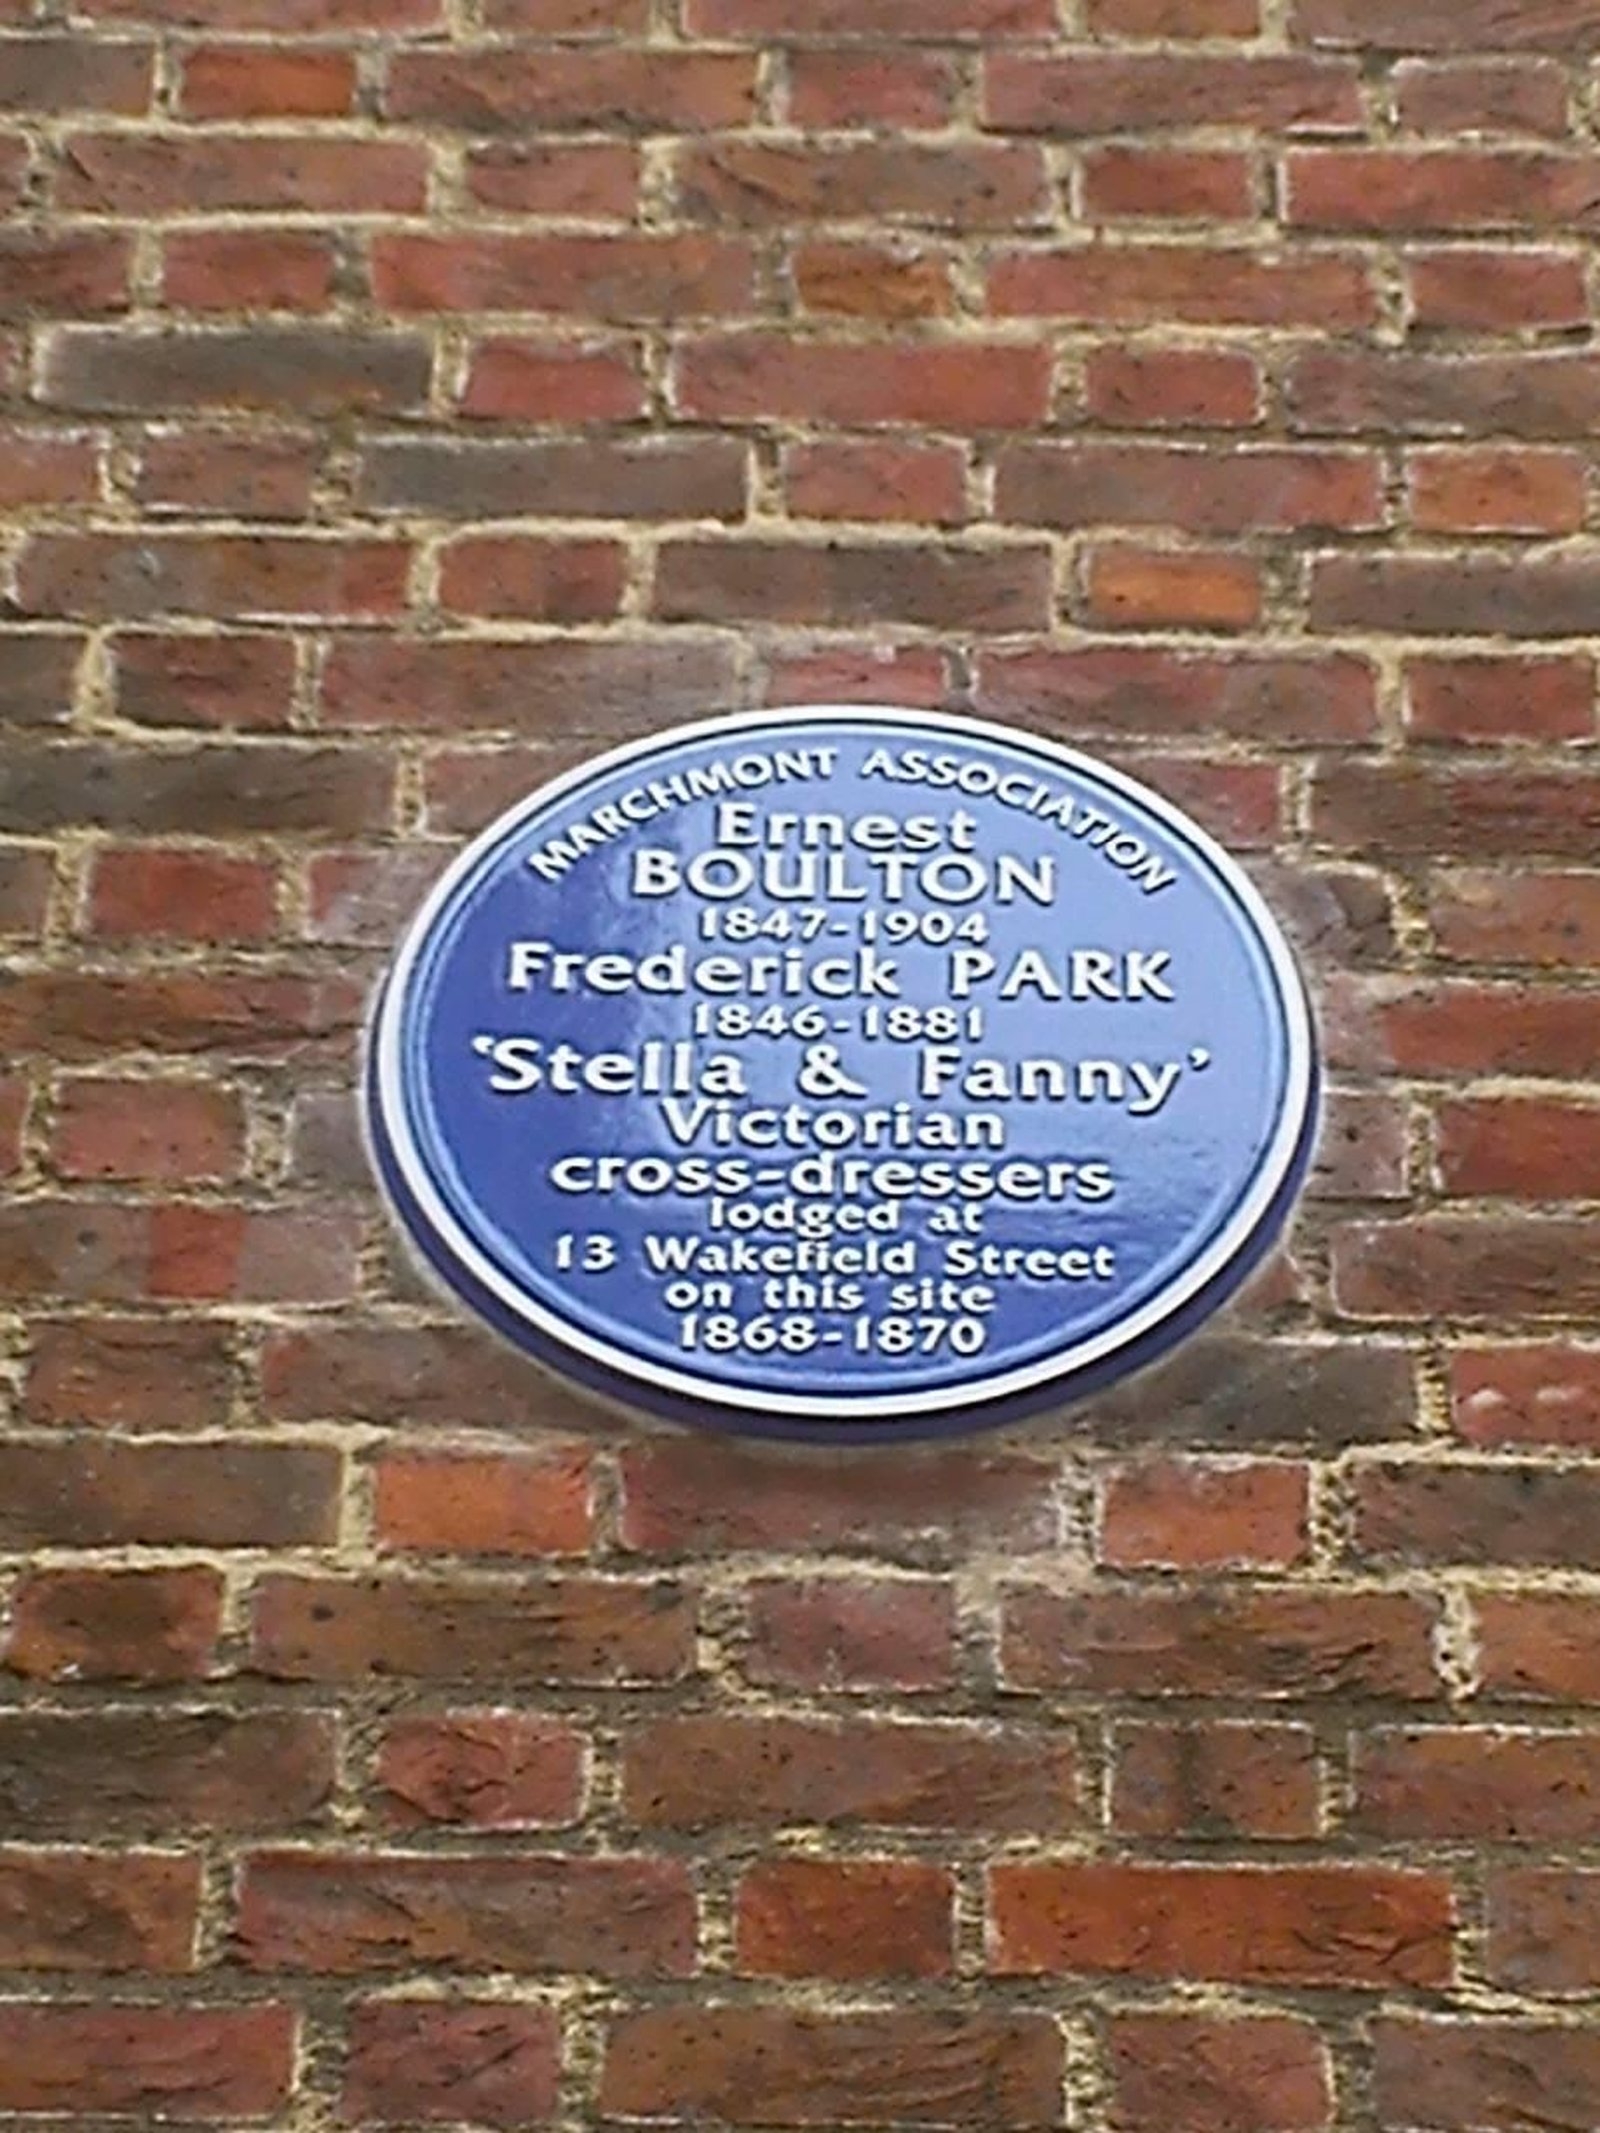 MARCHMONT ASSOCIATION
Ernest
BOULTON
1847-1904
Frederick PARK
1846-1881
‘Stella & Fanny’
Victorian
cross-dressers
lodged at
13 Wakefield Street
on this site
1868-1870